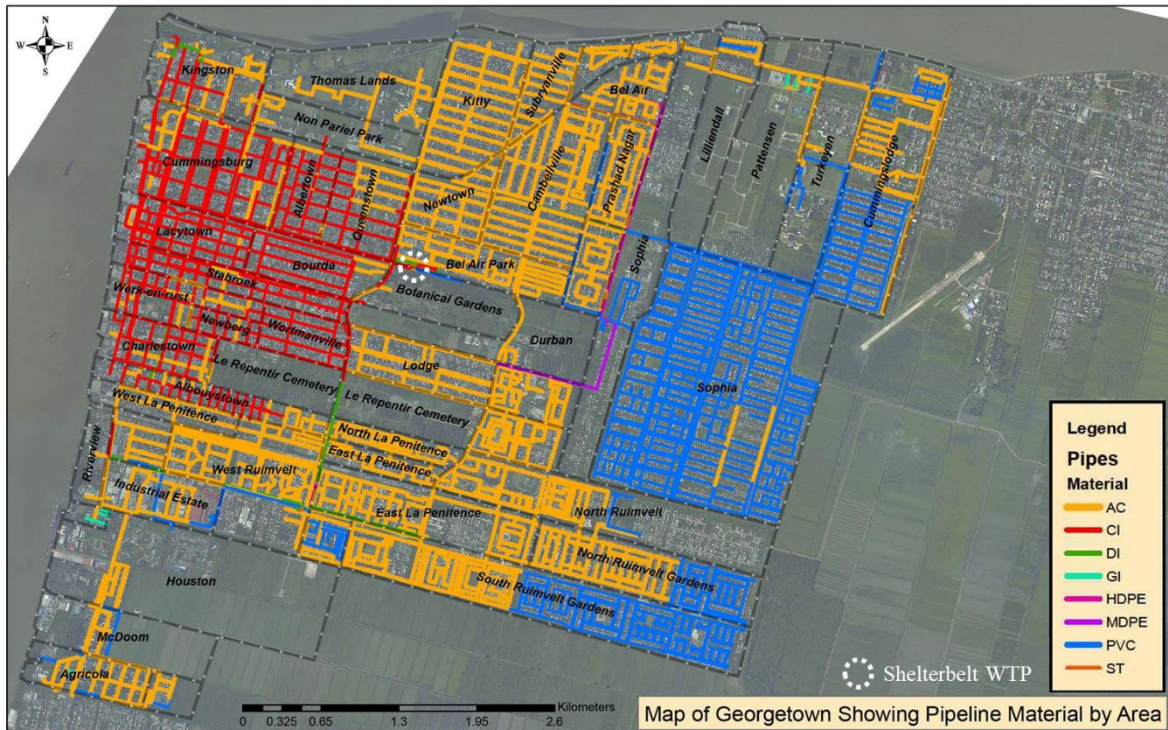 N
W
E
S
Kingston
Thomas Lands
Non Pariel Park
Kitty
Subryanville
Bel Air
Cummingsburg
Albertown
Queenstown
Newtown
Cambellville
Prashad Nagar
Lilliendall
Pattensen
Turkeyen
Cummingslodge
Lacytown
Bourda
Bel Air Park
Sophia
Stabroek
Botanical Gardens
Werk-en-rust
Newberg
Wortmanville
Durban
Charlestown
Le Repentir Cemetery
Lodge
Sophia
Albouystown
Le Repentir Cemetery
West La Penitence
North La Penitence
Riverview
East La Penitence
West Ruimvelt
Industrial Estate
East La Penitence
North Ruimvelt
North Ruimvelt Gardens
Houston
South Ruimvelt Gardens
McDoom
Agricola
Legend
Pipes
Material
AC
CI
DI
GI
HDPE
MDPE
PVC
ST
Shelterbelt WTP
Kilometers
0 0.325 0.65 1.3 1.95 2.6
Map of Georgetown Showing Pipeline Material by Area